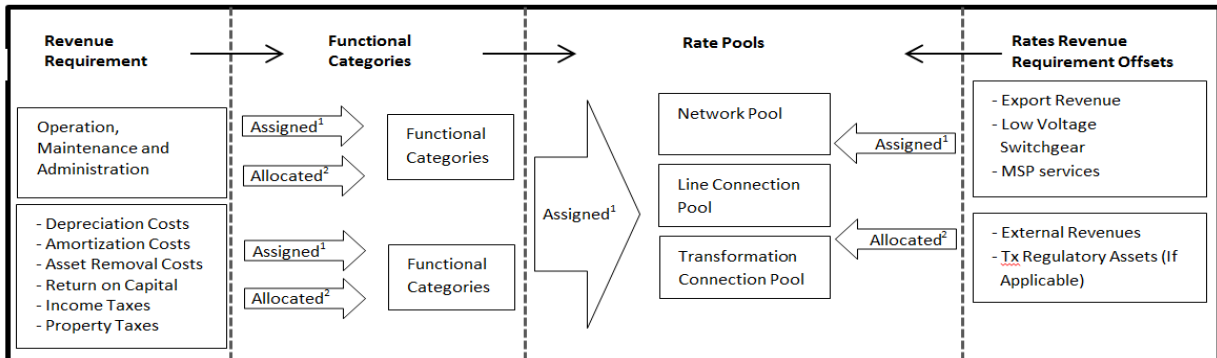 Revenue
Requirement
Functional
Categories
Rate Pools
Rates Revenue
Requirement Offsets
Operation,
Maintenance and
Administration
Assigned¹
Allocated²
Functional
Categories
- Depreciation Costs
- Amortization Costs
- Asset Removal Costs
- Return on Capital
- Income Taxes
- Property Taxes
Assigned¹
Allocated²
Functional
Categories
Assigned¹
Network Pool
Line Connection
Pool
Transformation
Connection Pool
Assigned¹
Allocated²
- Export Revenue
- Low Voltage
Switchgear
- MSP services
- External Revenues
- Tx Regulatory Assets (If
Applicable)